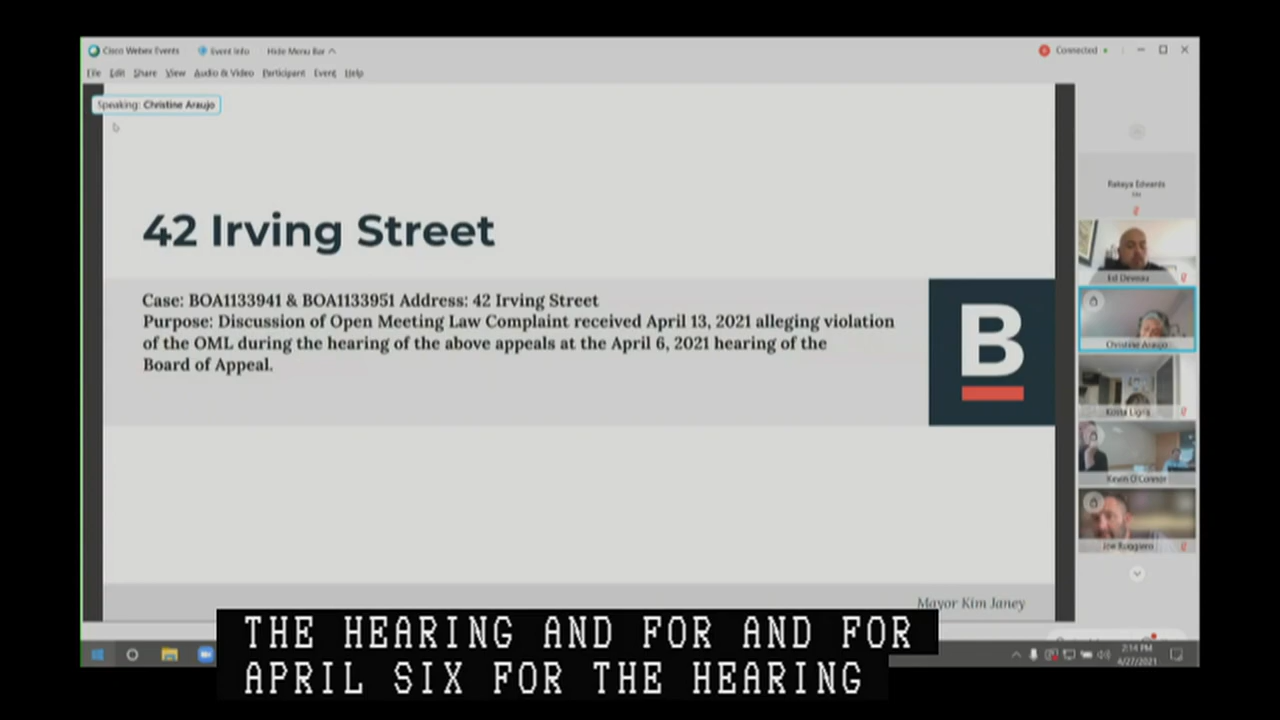 Cisco Webex Events Event Info Hide Menu Bar Connected
File Edit Share View Audio & Video Participant Event Help
Speaking: Christine Araujo
Rakeya Edwards
42 Irving Street
Ed Deveau
Case: BOA1133941 & BOA1133951 Address: 42 Irving Street
Purpose: Discussion of Open Meeting Law Complaint received April 13, 2021 alleging violation
of the OML during the hearing of the above appeals at the April 6, 2021 hearing of the
Board of Appeal.
B
Christine Araujo
Kosta Ligris
Kevin O'Connor
Joe Ruggiero
Mayor Kim Janey
THE HEARING AND FOR AND FOR
APRIL SIX FOR THE HEARING
2:14 PM
4/27/2021